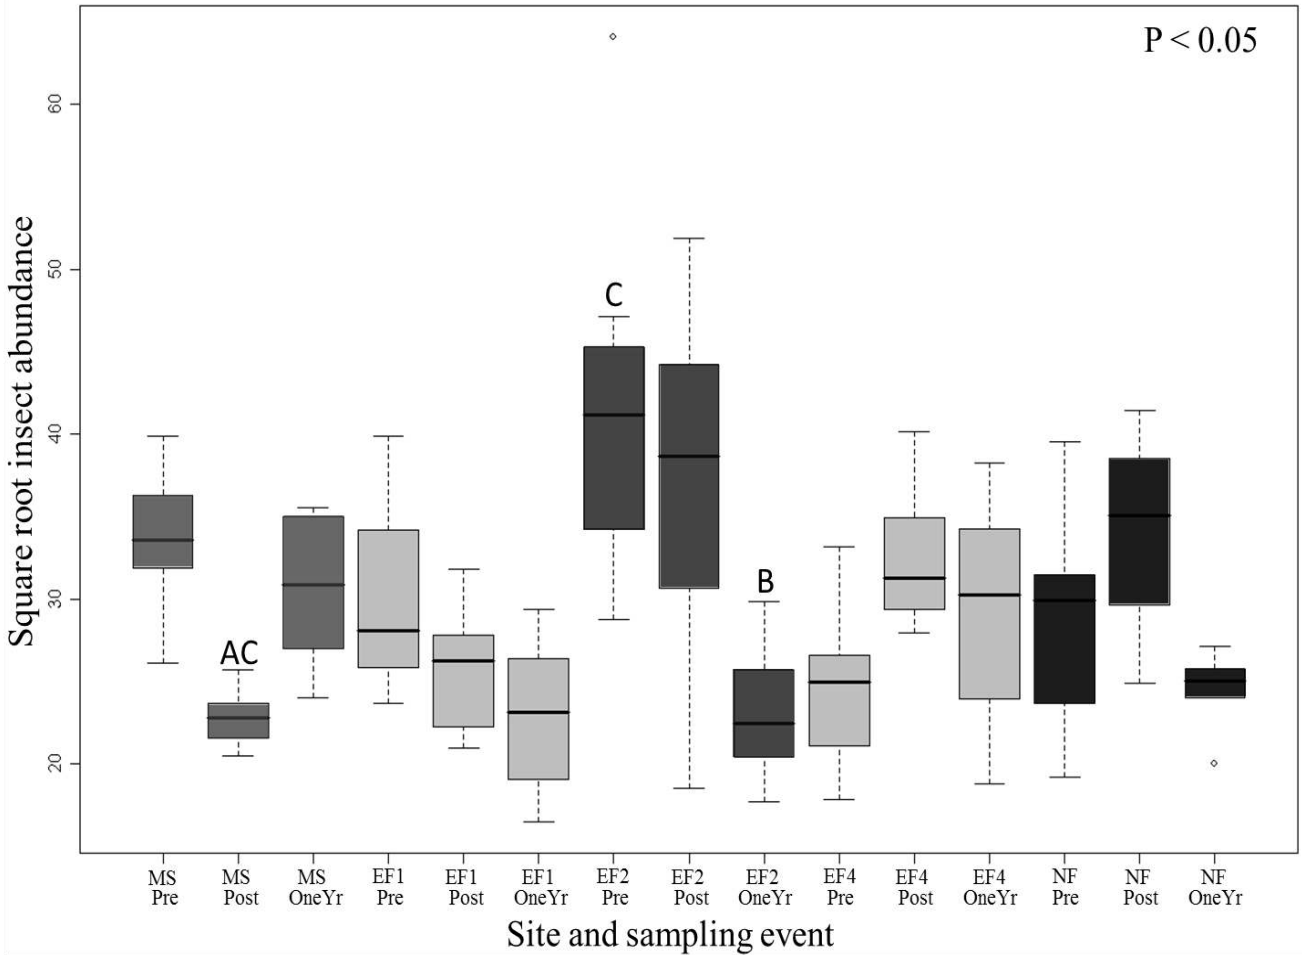 P < 0.05
Square root insect abundance
60
50
40
30
20
C
B
AC
MS Pre
MS Post
MS OneYr
EF1 Pre
EF1 Post
EF1 OneYr
EF2 Pre
EF2 Post
EF2 OneYr
EF4 Pre
EF4 Post
EF4 OneYr
NF Pre
NF Post
NF OneYr
Site and sampling event